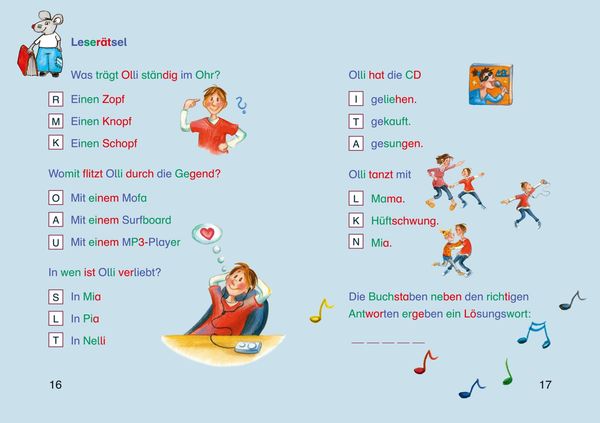 Leserätsel
Was trägt Olli ständig im Ohr?
R Einen Zopf
M Einen Knopf
K Einen Schopf
Womit flitzt Olli durch die Gegend?
O Mit einem Mofa
A Mit einem Surfboard
U Mit einem MP3-Player
In wen ist Olli verliebt?
S In Mia
L In Pia
T In Nelli
16
Olli hat die CD
I geliehen.
T gekauft.
A gesungen.
Olli tanzt mit
L Mama.
K Hüftschwung.
N Mia.
Die Buchstaben neben den richtigen
Antworten ergeben ein Lösungswort:
_ _ _ _ _
17